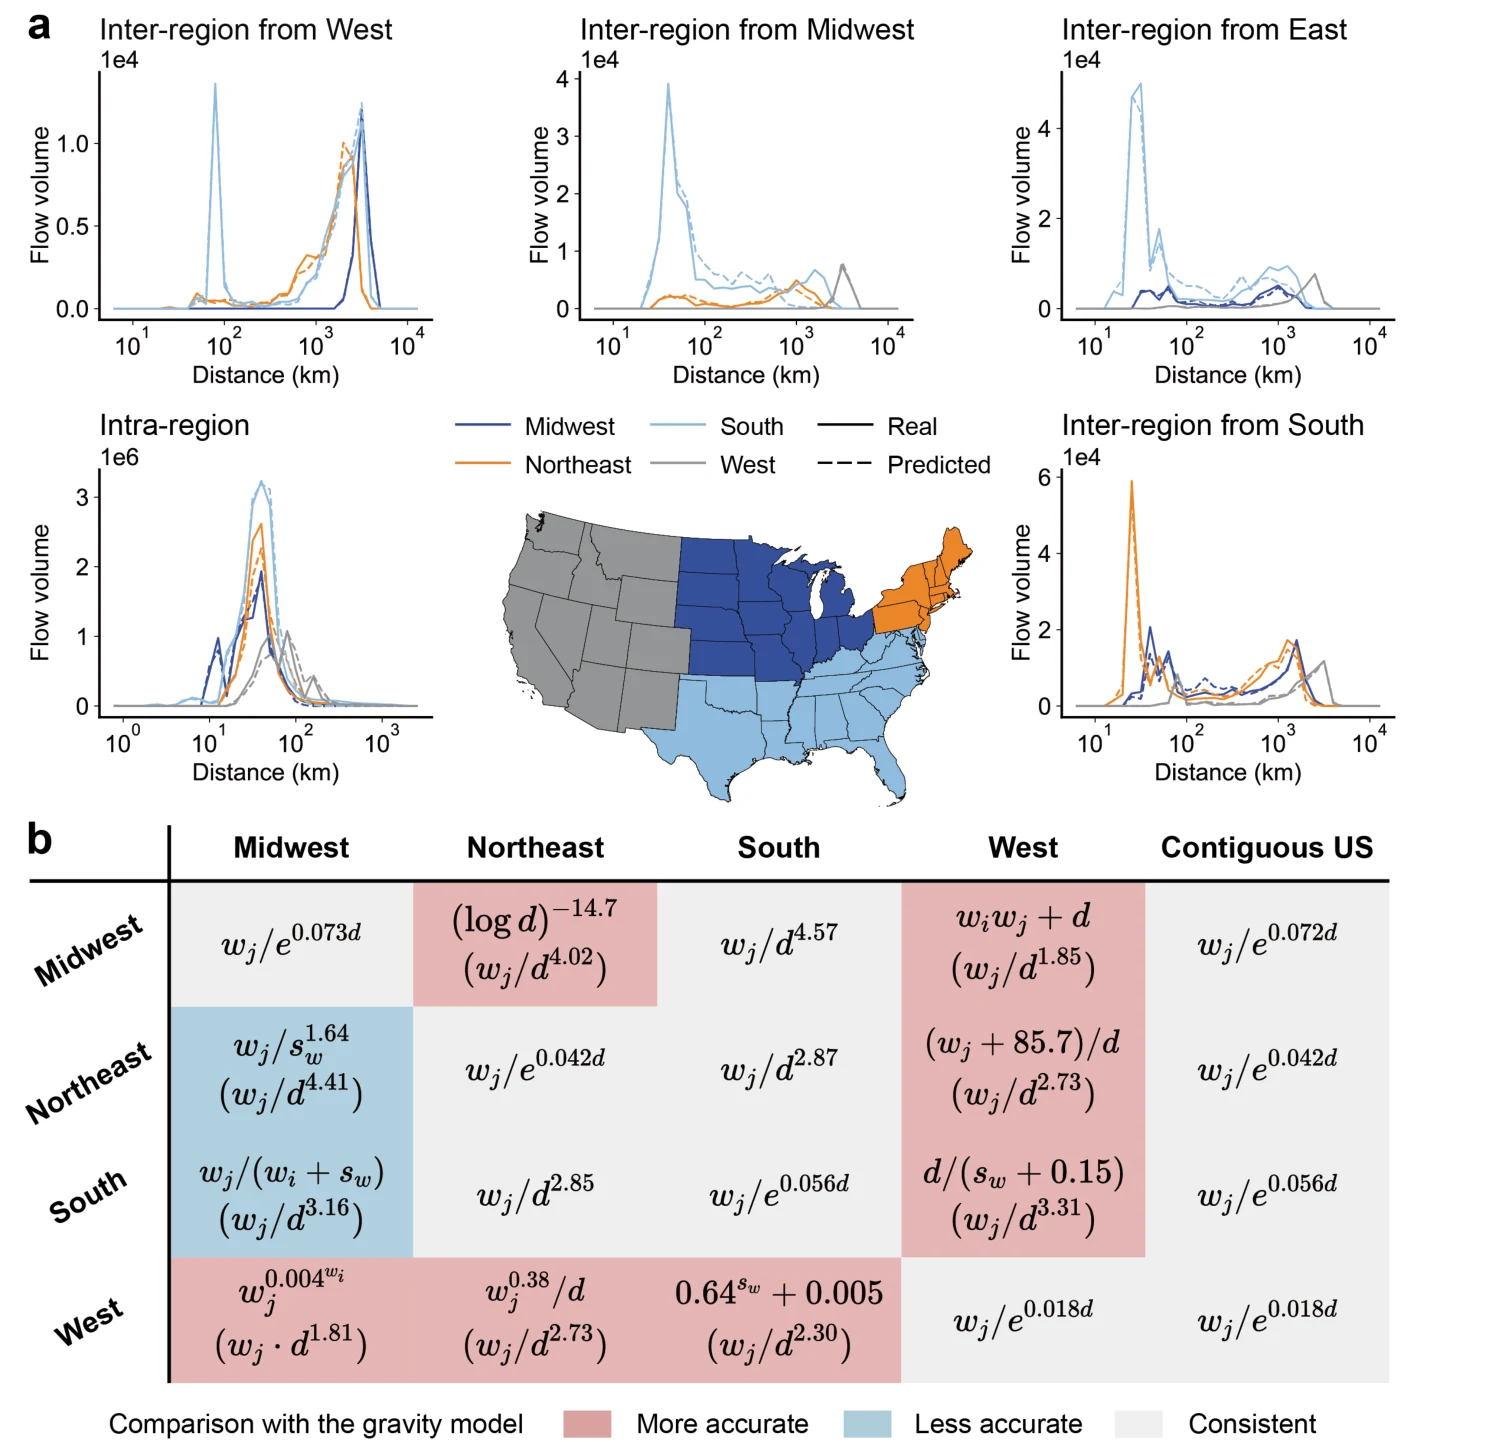 a
Inter-region from West
1e4
Flow volume
1.0
0.5
0.0
10^1 10^2 10^3 10^4
Distance (km)
Inter-region from Midwest
1e4
Flow volume
4
3
2
1
0
10^1 10^2 10^3 10^4
Distance (km)
Inter-region from East
1e4
Flow volume
4
2
0
10^1 10^2 10^3 10^4
Distance (km)
Intra-region
1e6
Flow volume
3
2
1
0
10^0 10^1 10^2 10^3
Distance (km)
Midwest South Real
Northeast West Predicted
Inter-region from South
1e4
Flow volume
6
4
2
0
10^1 10^2 10^3 10^4
Distance (km)
b
Midwest Northeast South West Contiguous US
Midwest
w_j/e^{0.073d}
(log d)^{-14.7}
(w_j/d^{4.02})
w_j/d^{4.57}
w_i w_j + d
(w_j/d^{1.85})
w_j/e^{0.072d}
Northeast
w_j/s_w^{1.64}
(w_j/d^{4.41})
w_j/e^{0.042d}
w_j/d^{2.87}
(w_j + 85.7)/d
(w_j/d^{2.73})
w_j/e^{0.042d}
South
w_j/(w_i + s_w)
(w_j/d^{3.16})
w_j/d^{2.85}
w_j/e^{0.056d}
d/(s_w + 0.15)
(w_j/d^{3.31})
w_j/e^{0.056d}
West
w_j^{0.004^{w_i}}
(w_j · d^{1.81})
w_j^{0.38}/d
(w_j/d^{2.73})
0.64^{s_w} + 0.005
(w_j/d^{2.30})
w_j/e^{0.018d}
w_j/e^{0.018d}
Comparison with the gravity model More accurate Less accurate Consistent